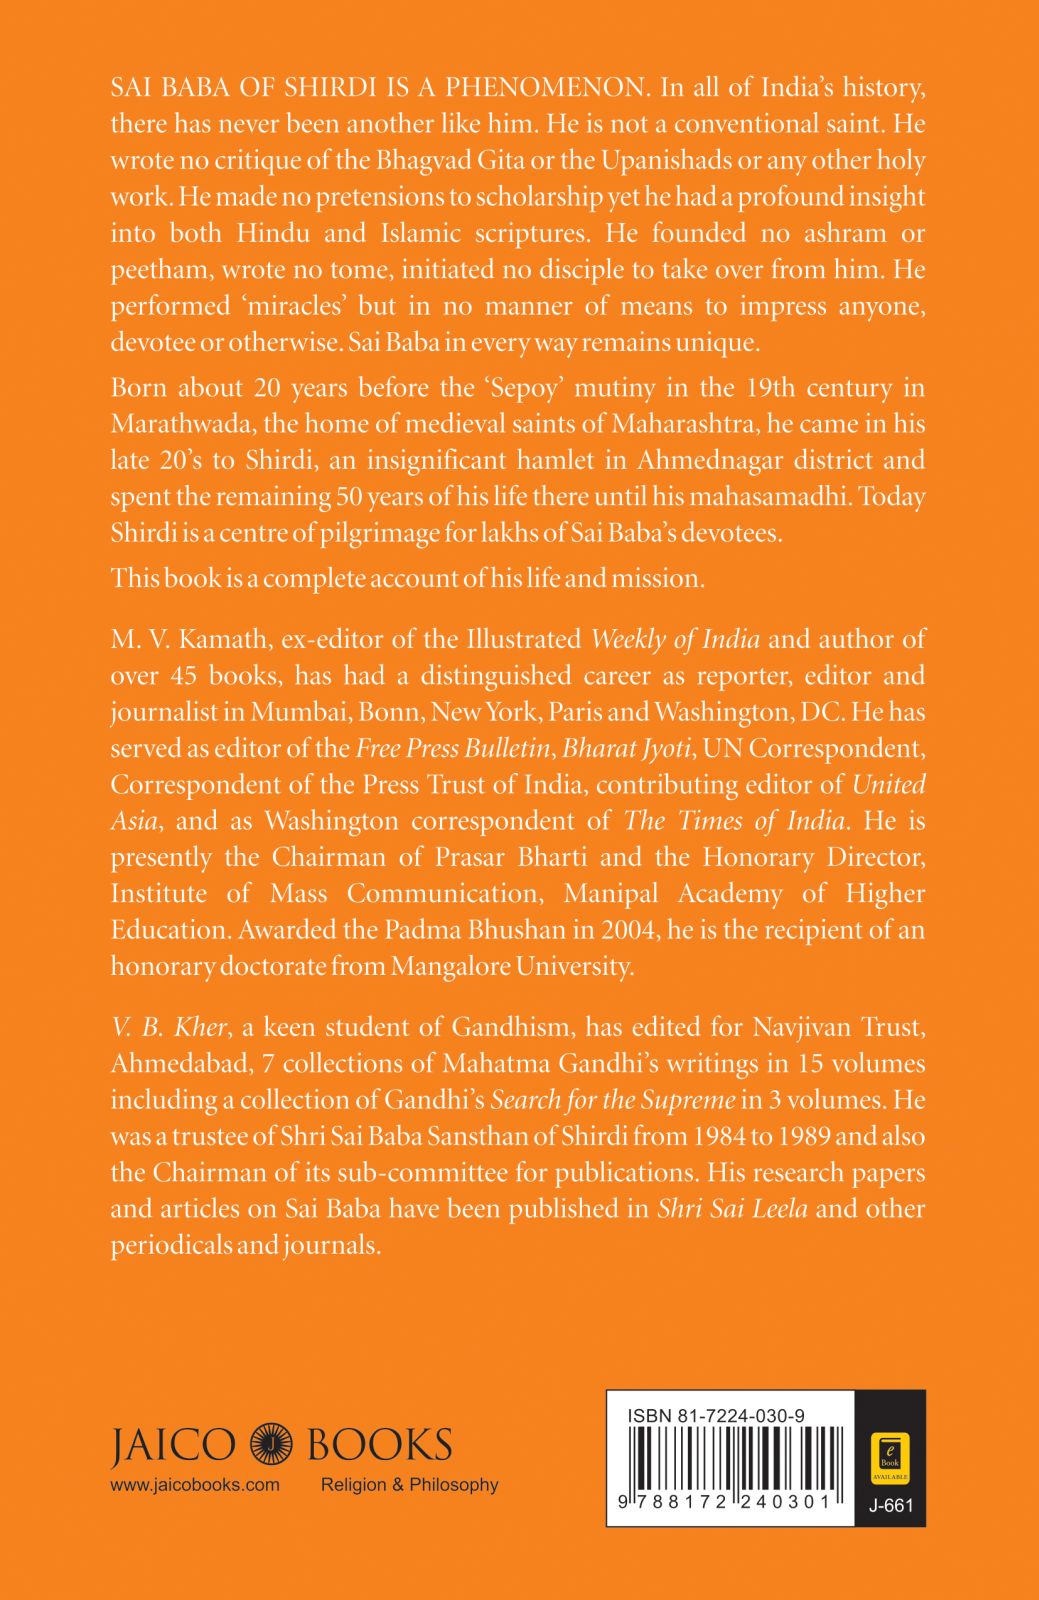 SAI BABA OF SHIRDI IS A PHENOMENON. In all of India’s history,
there has never been another like him. He is not a conventional saint. He
wrote no critique of the Bhagvad Gita or the Upanishads or any other holy
work. He made no pretensions to scholarship yet he had a profound insight
into both Hindu and Islamic scriptures. He founded no ashram or
peetham, wrote no tome, initiated no disciple to take over from him. He
performed ‘miracles’ but in no manner of means to impress anyone,
devotee or otherwise. Sai Baba in every way remains unique.
Born about 20 years before the ‘Sepoy’ mutiny in the 19th century in
Marathwada, the home of medieval saints of Maharashtra, he came in his
late 20’s to Shirdi, an insignificant hamlet in Ahmednagar district and
spent the remaining 50 years of his life there until his mahasamadhi. Today
Shirdi is a centre of pilgrimage for lakhs of Sai Baba’s devotees.
This book is a complete account of his life and mission.
M. V. Kamath, ex-editor of the Illustrated Weekly of India and author of
over 45 books, has had a distinguished career as reporter, editor and
journalist in Mumbai, Bonn, New York, Paris and Washington, DC. He has
served as editor of the Free Press Bulletin, Bharat Jyoti, UN Correspondent,
Correspondent of the Press Trust of India, contributing editor of United
Asia, and as Washington correspondent of The Times of India. He is
presently the Chairman of Prasar Bharti and the Honorary Director,
Institute of Mass Communication, Manipal Academy of Higher
Education. Awarded the Padma Bhushan in 2004, he is the recipient of an
honorary doctorate from Mangalore University.
V. B. Kher, a keen student of Gandhism, has edited for Navjivan Trust,
Ahmedabad, 7 collections of Mahatma Gandhi’s writings in 15 volumes
including a collection of Gandhi’s Search for the Supreme in 3 volumes. He
was a trustee of Shri Sai Baba Sansthan of Shirdi from 1984 to 1989 and also
the Chairman of its sub-committee for publications. His research papers
and articles on Sai Baba have been published in Shri Sai Leela and other
periodicals and journals.
JAICO J BOOKS
www.jaicobooks.com Religion & Philosophy
ISBN 81-7224-030-9
9 788172 240301
e
Book
AVAILABLE
J-661